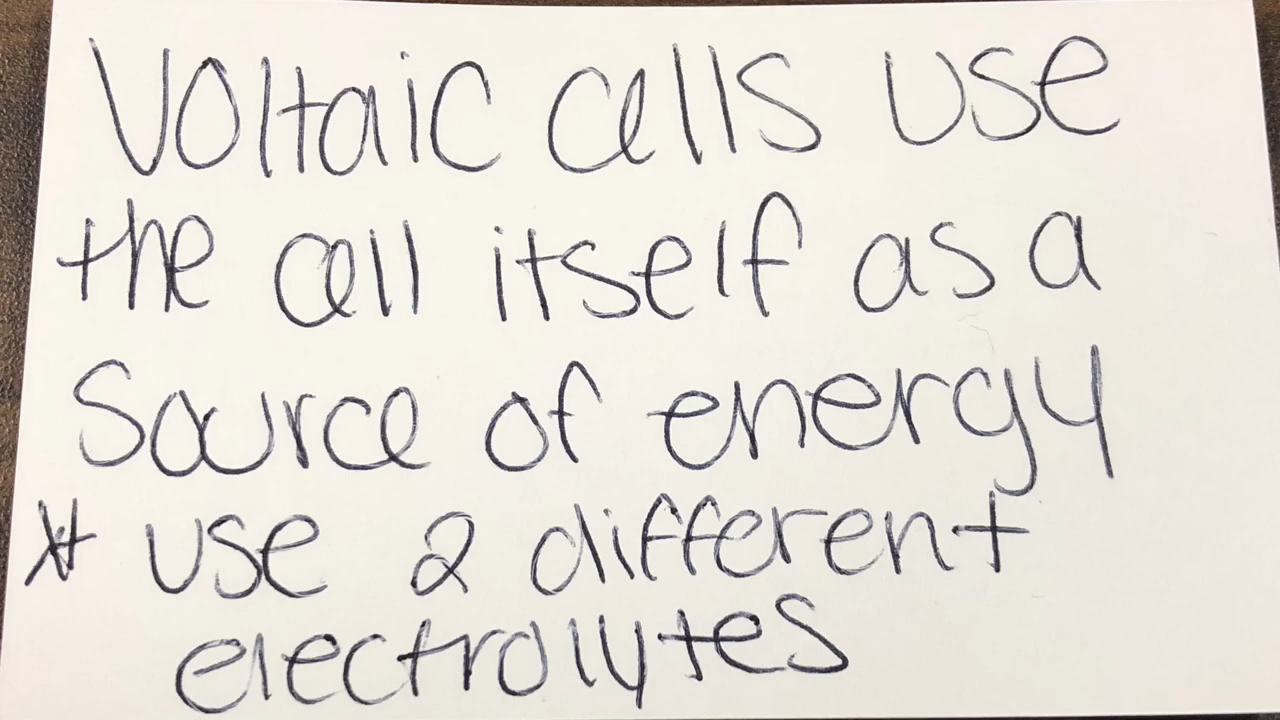 Voltaic cells use
the cell itself as a
source of energy
* use 2 different
electrolytes